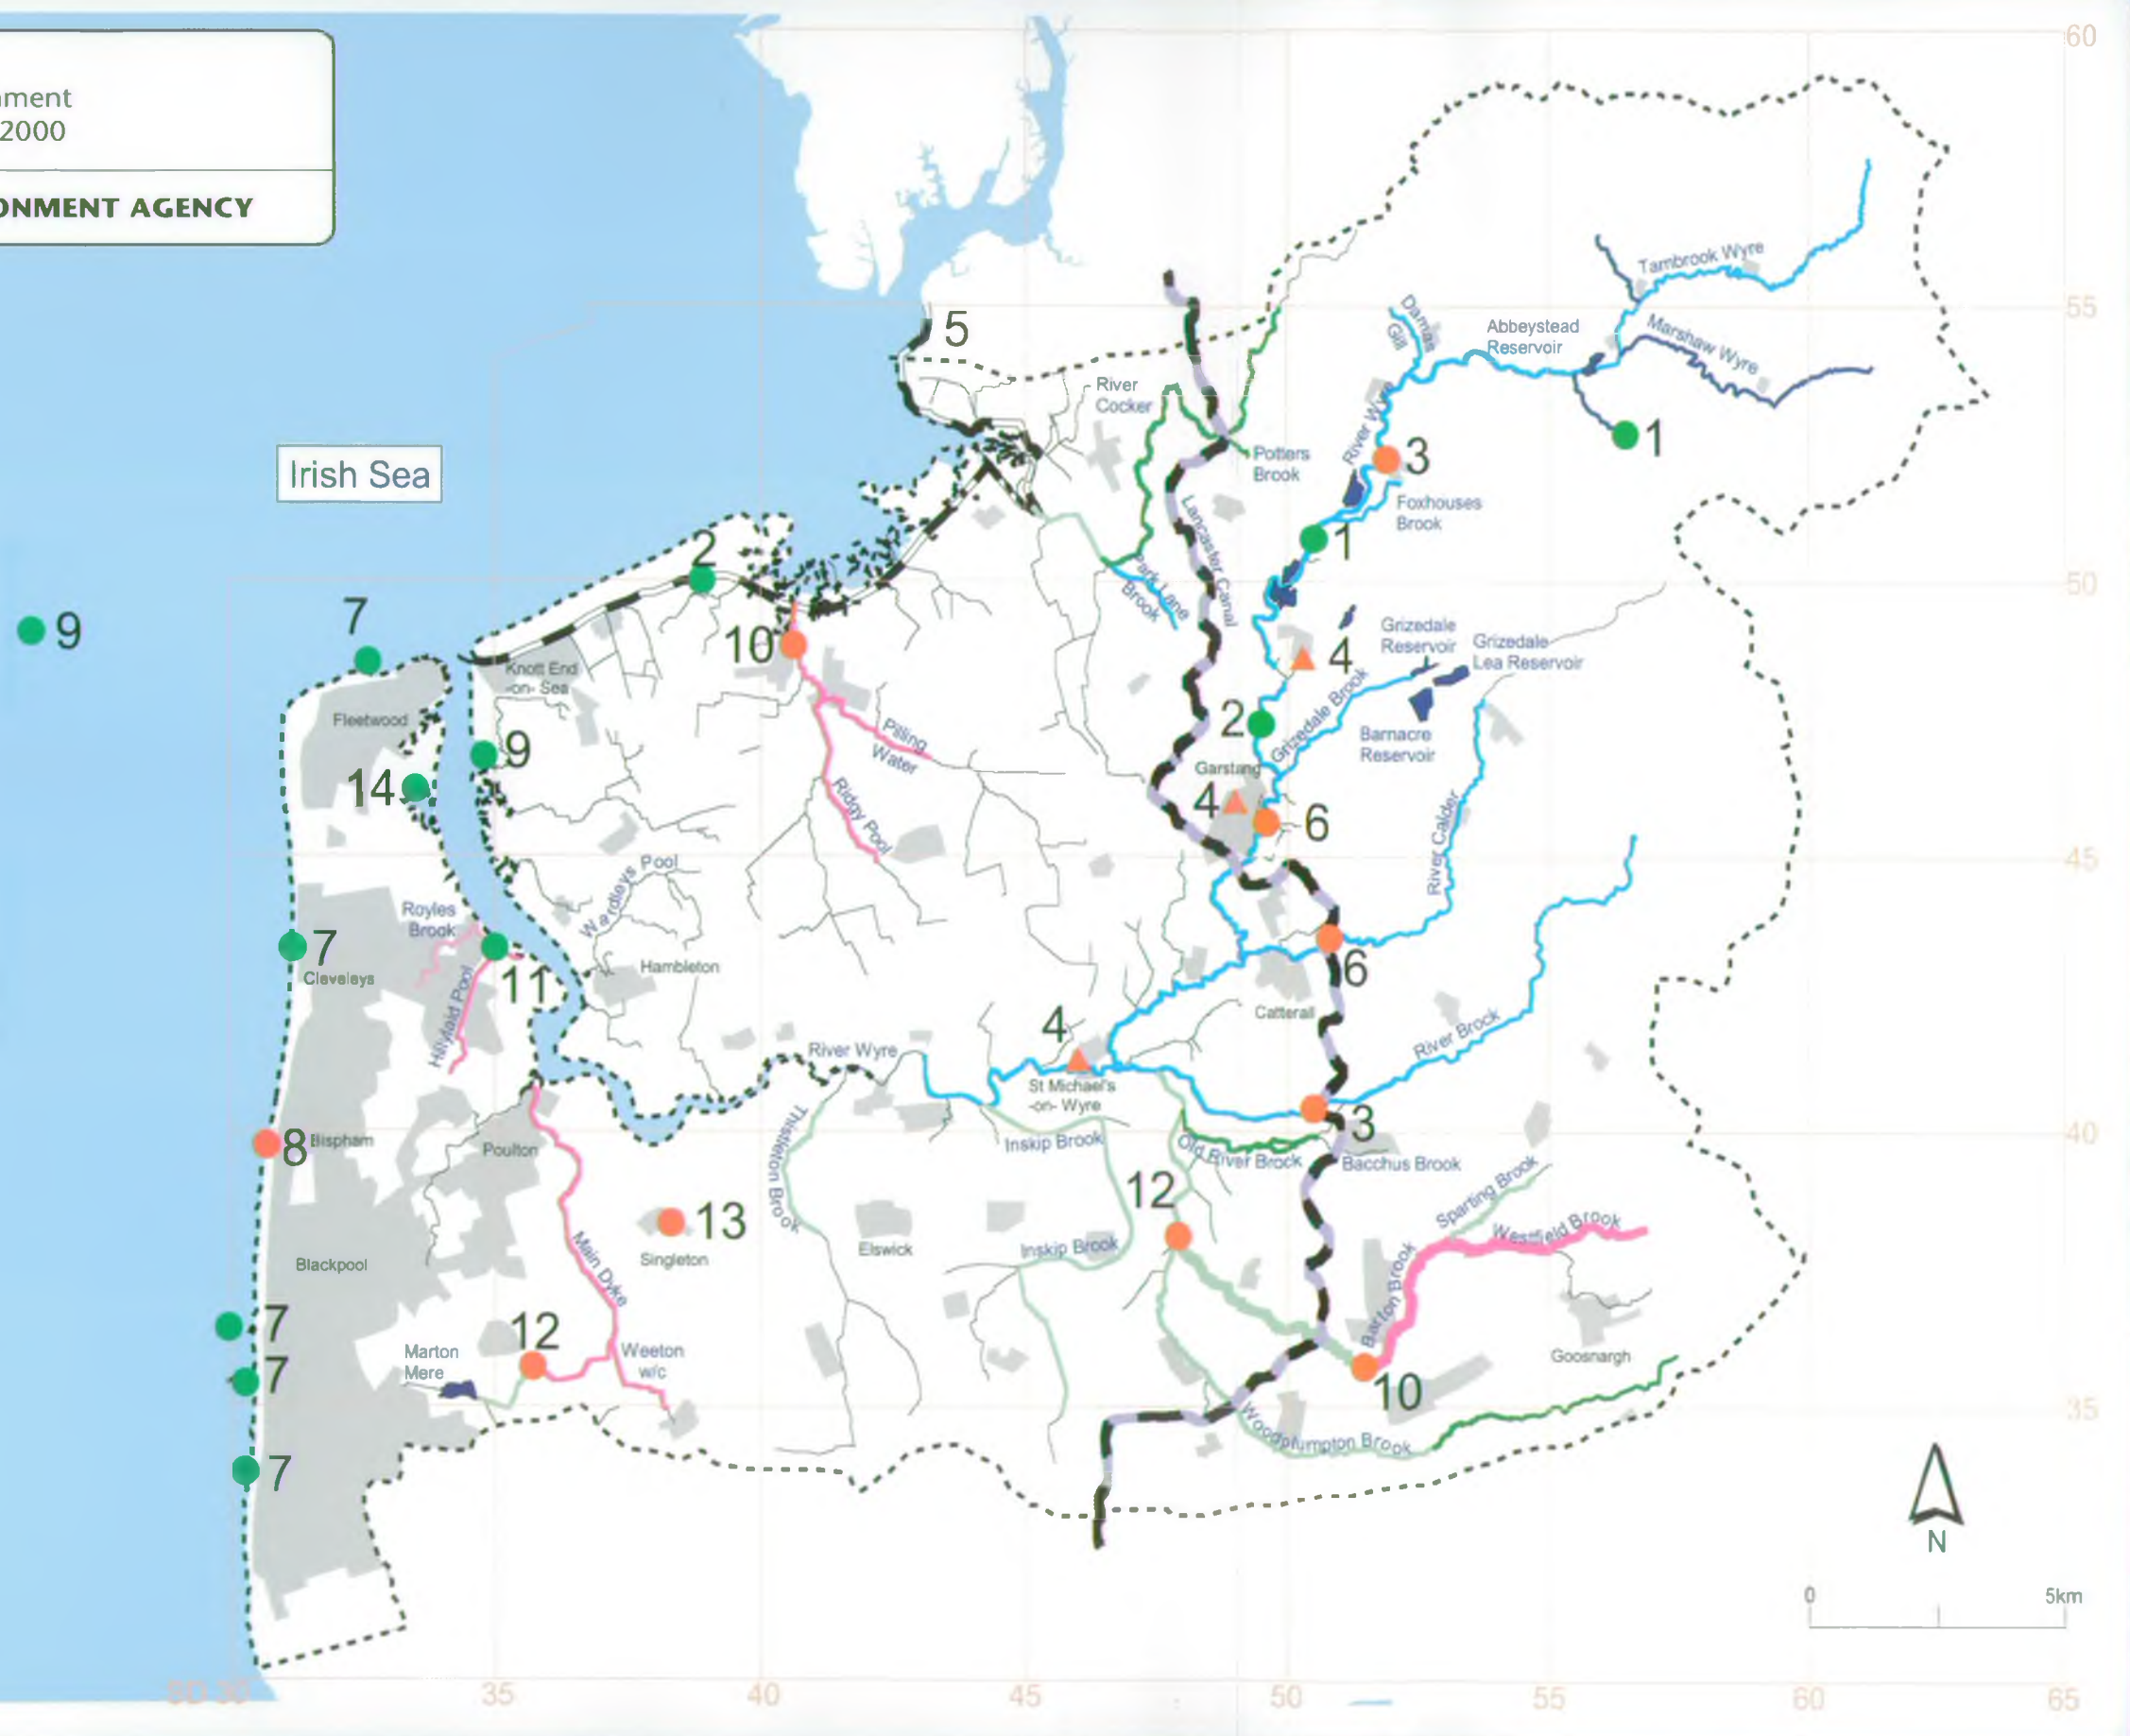 nment
2000
ONMENT AGENCY
60
Tambrook Wyre
55
5
Damas
Gill
Abbeystead
Reservoir
Marshaw Wyre
River
Cocker
River Wyre
Irish Sea
Potters
Brook
3
1
Lancaster Canal
Foxhouses
Brook
2
1
Park Lane
Brook
50
9
7
10
Grizedale
Reservoir
Grizedale
Lea Reservoir
4
Knott End
-on- Sea
Fleetwood
Grizedale Brook
2
Pilling
Water
Barnacre
Reservoir
9
Garstang
14
4
6
Ridgy Pool
River Calder
45
Wardleys Pool
Royles
Brook
7
Cleveleys
11
Hambleton
6
Hillylaid Pool
Catterall
4
River Brock
River Wyre
St Michael's
-on- Wyre
3
8
Bispham
Poulton
Thistleton Brook
Inskip Brook
Old River Brock
Bacchus Brook
40
12
Sparting Brook
13
Westfield Brook
Main Dyke
Singleton
Elswick
Inskip Brook
Blackpool
Barton Brook
7
12
Marton
Mere
Weeton
w/c
Goosnargh
7
10
35
Woodplumpton Brook
7
N
0
5km
SD 30
35
40
45
50
55
60
65